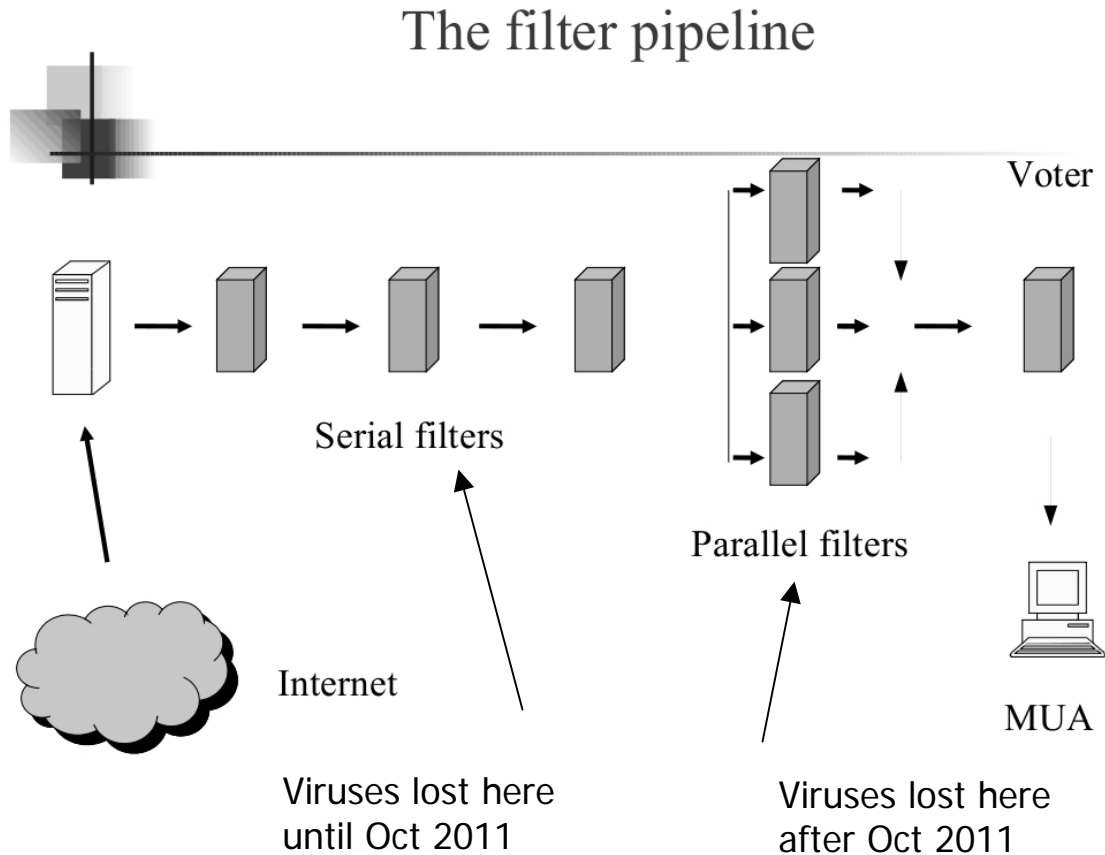 The filter pipeline
Voter
Serial filters
Parallel filters
Internet
MUA
Viruses lost here
until Oct 2011
Viruses lost here
after Oct 2011